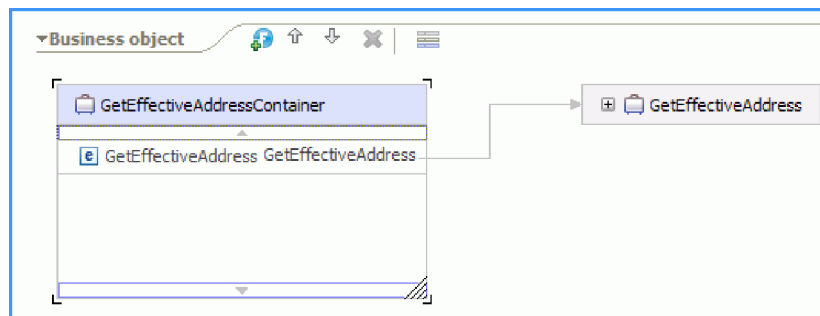 Business object
GetEffectiveAddressContainer
GetEffectiveAddress
GetEffectiveAddress GetEffectiveAddress